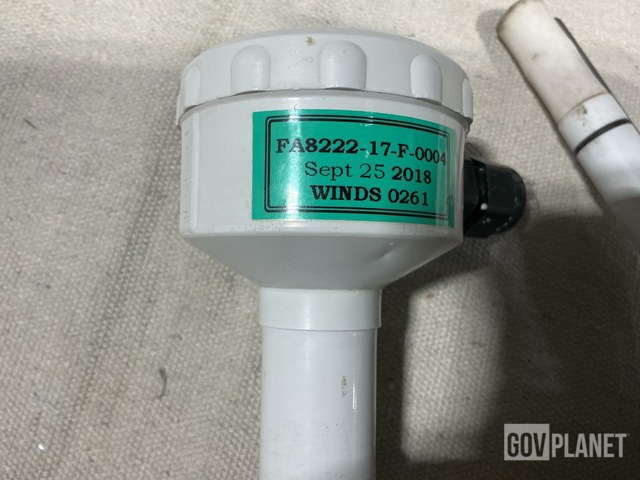 FA8222-17-F-0004
Sept 25 2018
WINDS 0261
GOVPLANET